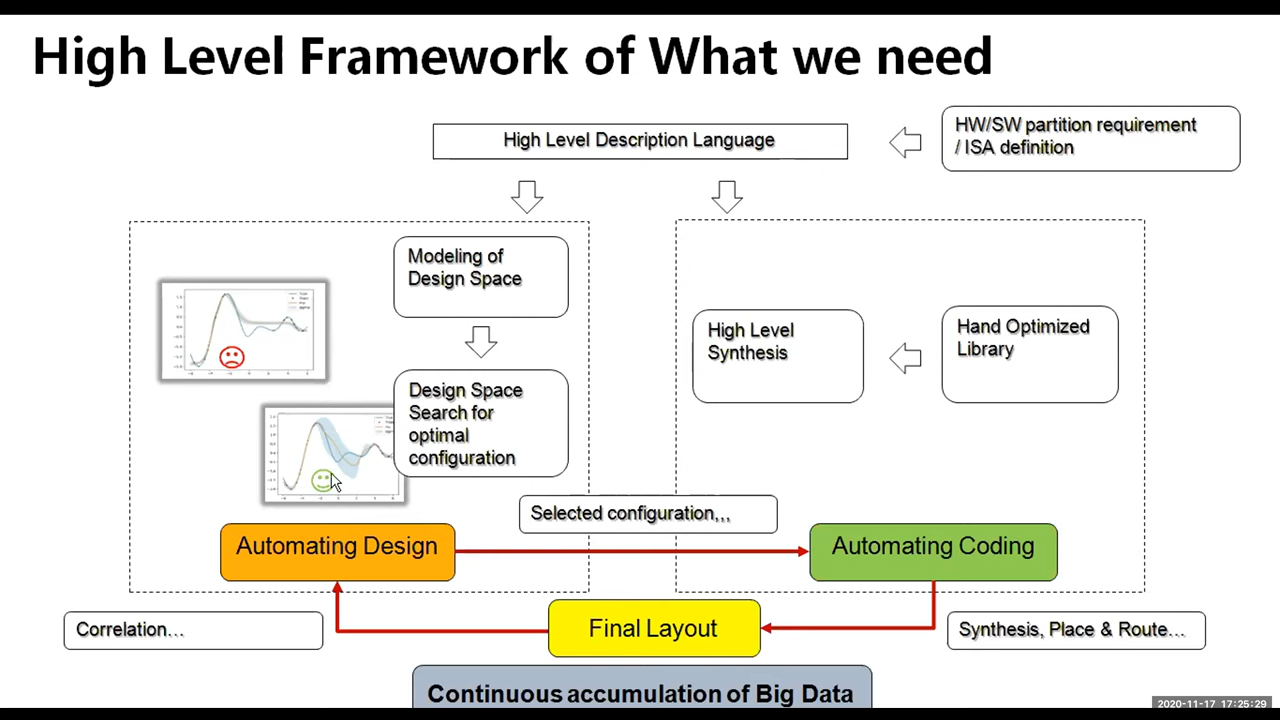 High Level Framework of What we need
High Level Description Language
HW/SW partition requirement
/ ISA definition
Modeling of
Design Space
Design Space
Search for
optimal
configuration
High Level
Synthesis
Hand Optimized
Library
Selected configuration,,,
Automating Design
Automating Coding
Correlation...
Final Layout
Synthesis, Place & Route...
Continuous accumulation of Big Data
2020-11-17 17:25:29